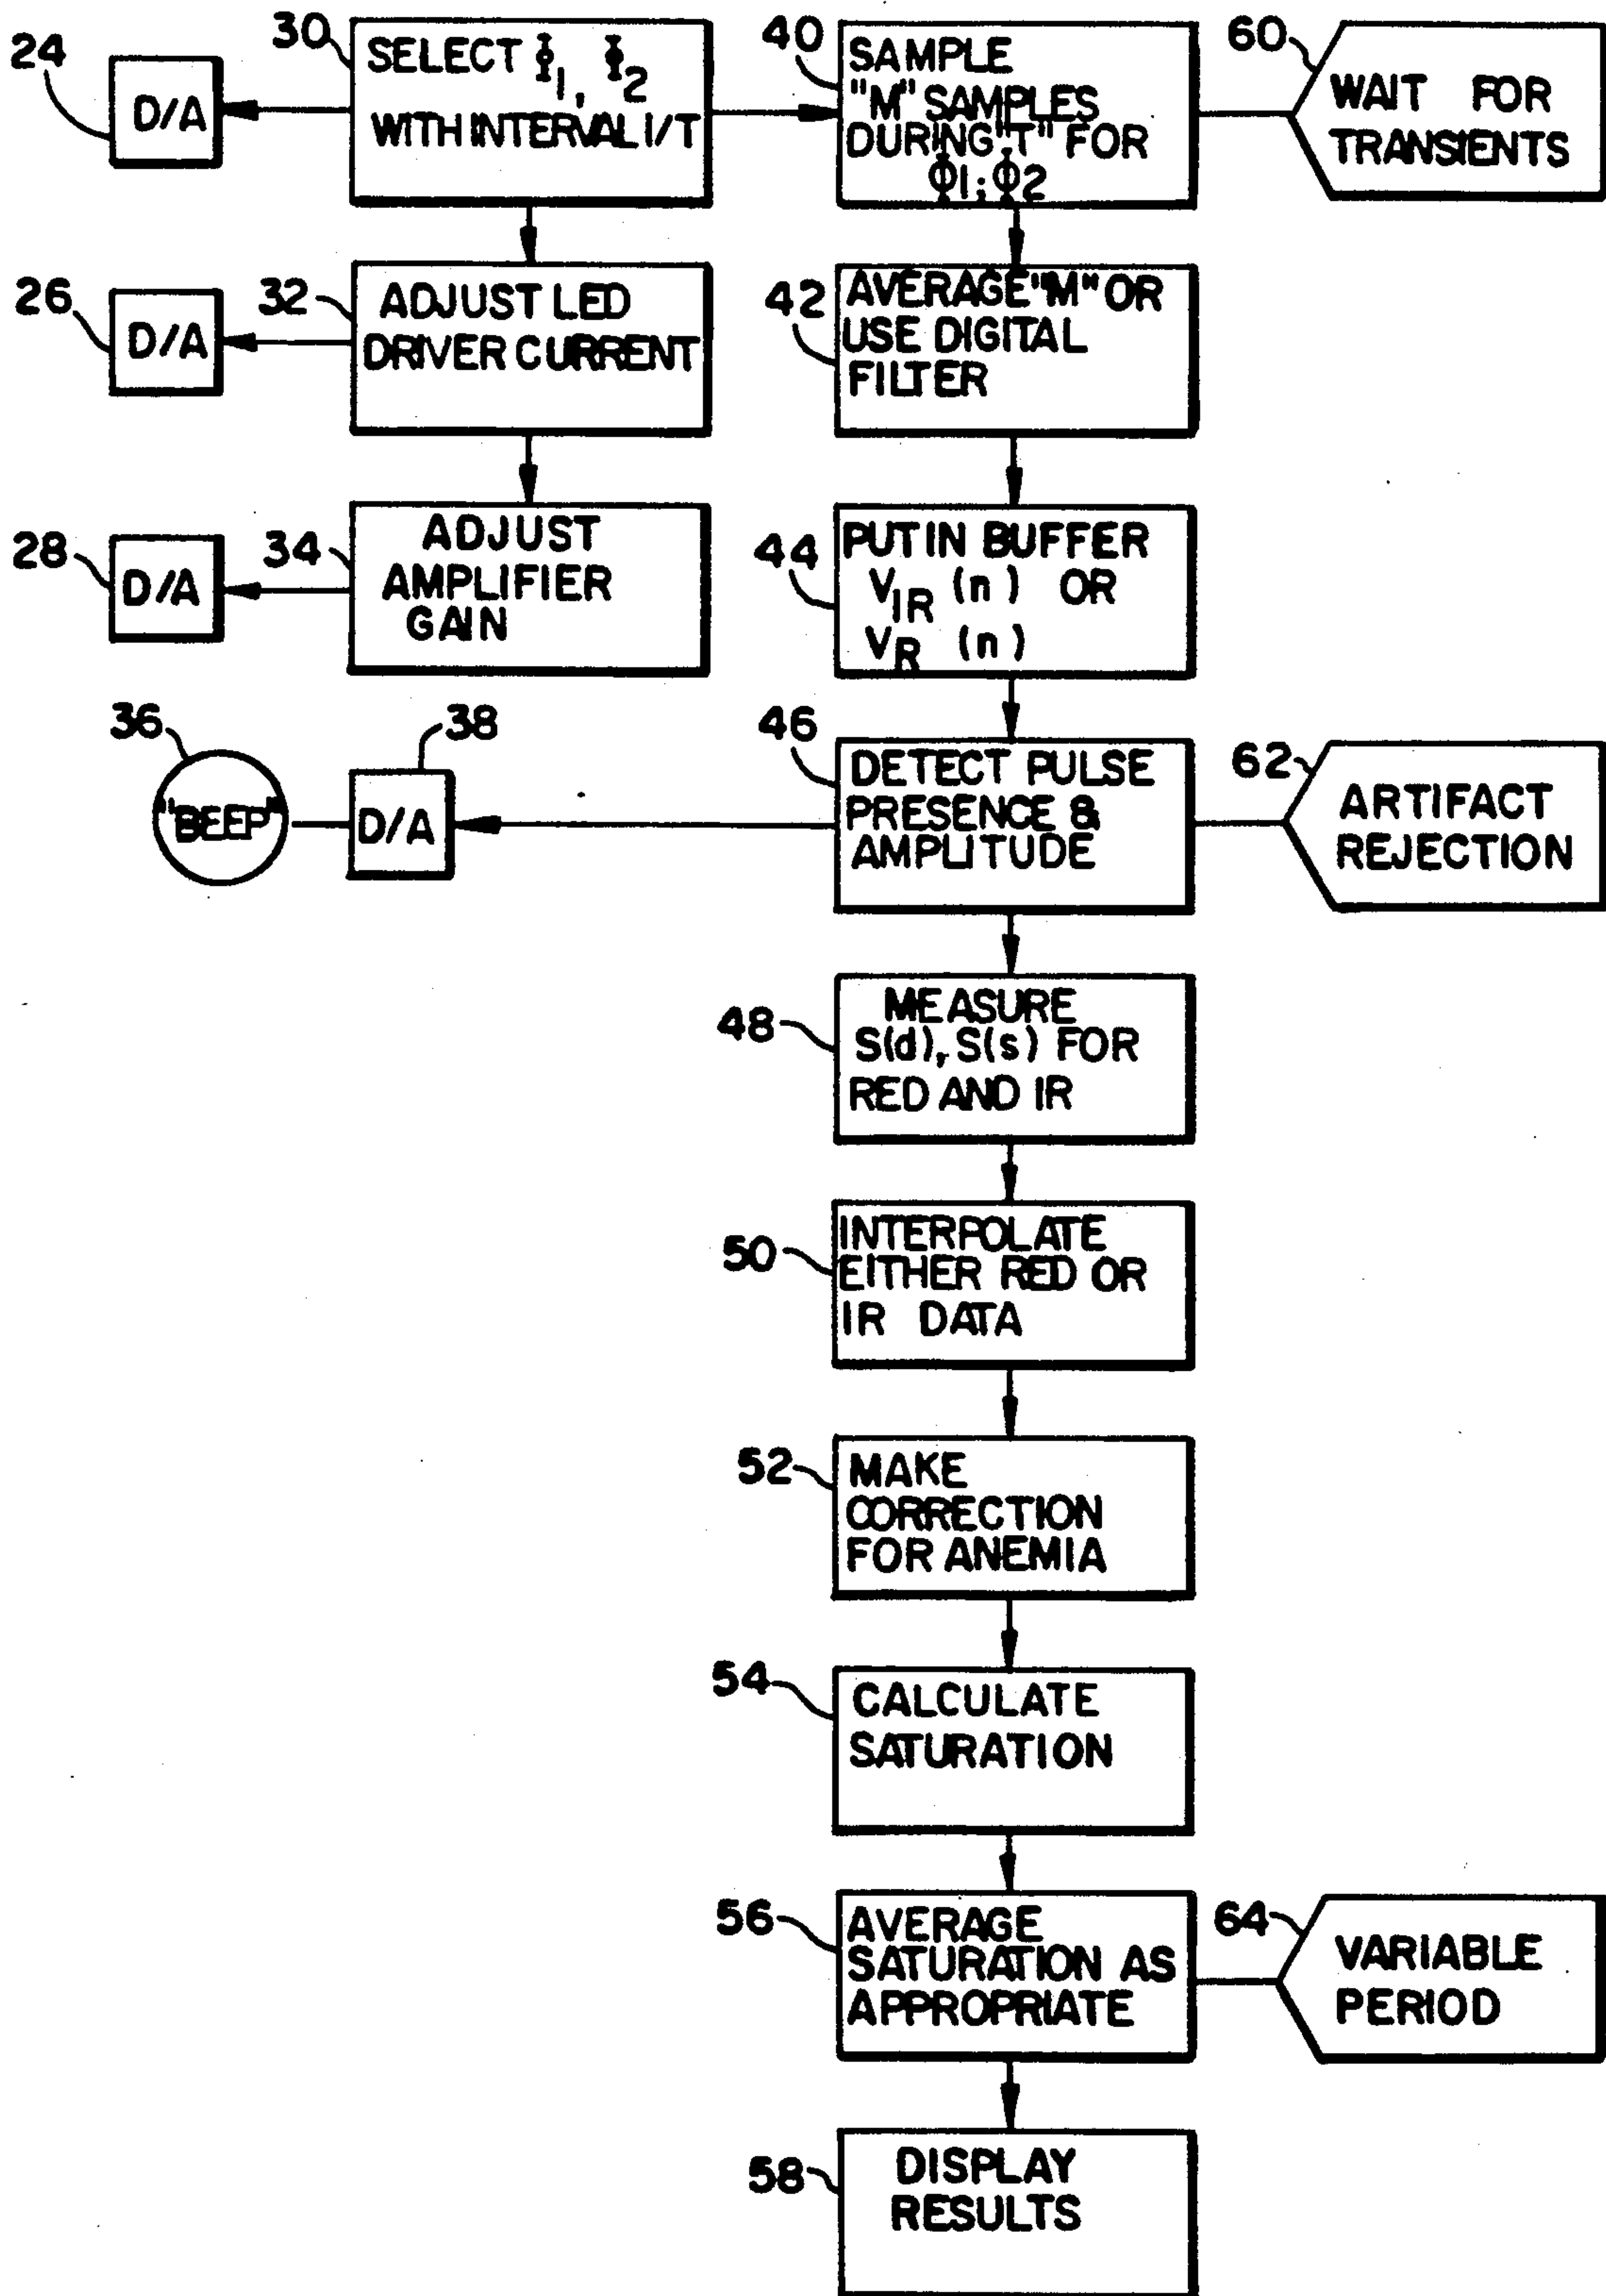 24
D/A
30
SELECT Φ1, Φ2
WITH INTERVAL 1/T
40
SAMPLE
"M" SAMPLES
DURING "T" FOR
Φ1; Φ2
60
WAIT FOR
TRANSIENTS
26
D/A
32
ADJUST LED
DRIVER CURRENT
42
AVERAGE "M" OR
USE DIGITAL
FILTER
28
D/A
34
ADJUST
AMPLIFIER
GAIN
44
PUT IN BUFFER
VIR (n) OR
VR (n)
36
"BEEP"
38
D/A
46
DETECT PULSE
PRESENCE &
AMPLITUDE
62
ARTIFACT
REJECTION
48
MEASURE
S(d), S(s) FOR
RED AND IR
50
INTERPOLATE
EITHER RED OR
IR DATA
52
MAKE
CORRECTION
FOR ANEMIA
54
CALCULATE
SATURATION
56
AVERAGE
SATURATION AS
APPROPRIATE
64
VARIABLE
PERIOD
58
DISPLAY
RESULTS